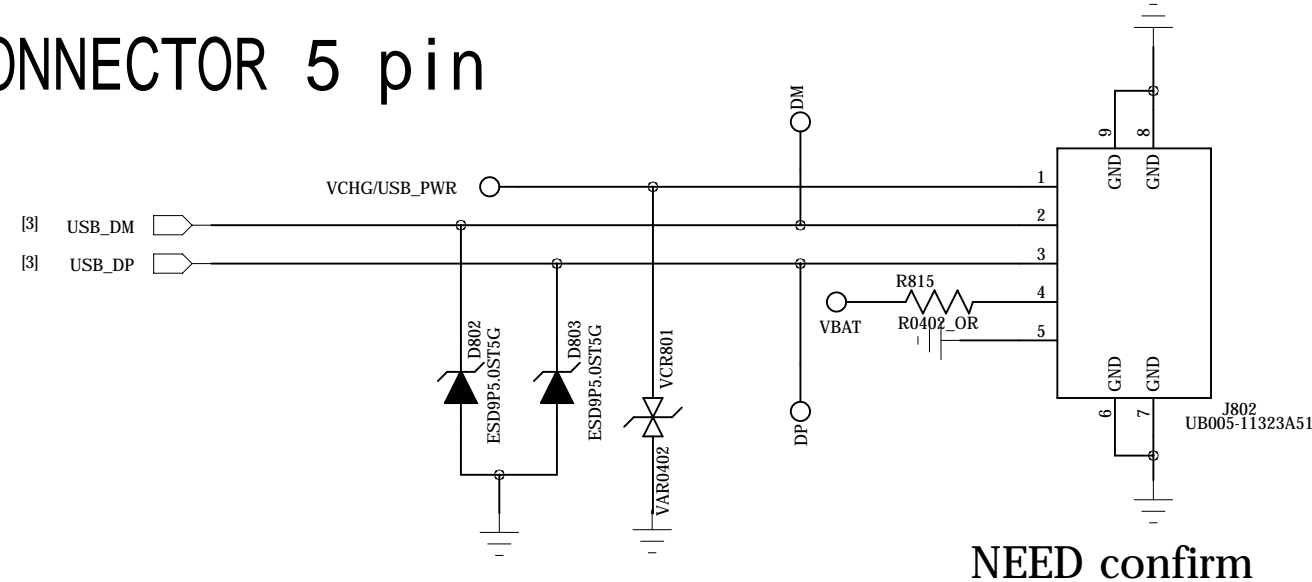 ONNECTOR 5 pin
DM
9
8
GND
GND
VCHG/USB_PWR
1
[3] USB_DM
2
[3] USB_DP
3
R815
4
VBAT
R0402_OR
5
D802
ESD9P5.0ST5G
D803
ESD9P5.0ST5G
VCR801
VAR0402
DP
GND
GND
6
7
J802
UB005-11323A51
NEED confirm